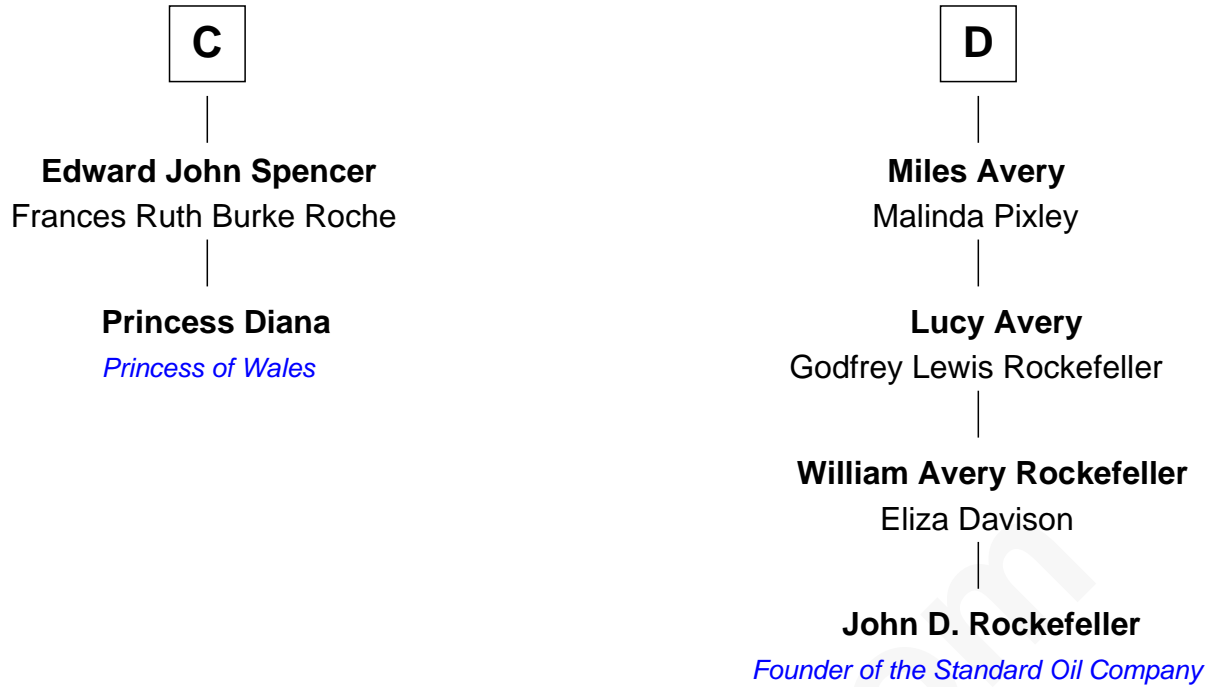 C
Edward John Spencer
Frances Ruth Burke Roche
Princess Diana
Princess of Wales
D
Miles Avery
Malinda Pixley
Lucy Avery
Godfrey Lewis Rockefeller
William Avery Rockefeller
Eliza Davison
John D. Rockefeller
Founder of the Standard Oil Company